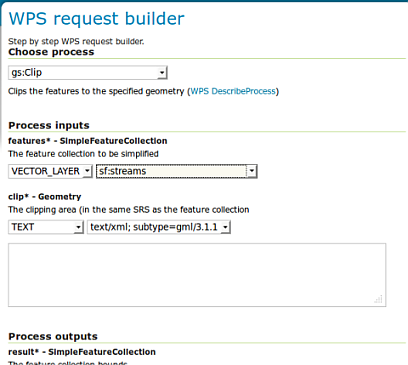 WPS request builder
Step by step WPS request builder.
Choose process
gs:Clip
Clips the features to the specified geometry (WPS DescribeProcess)
Process inputs
features* - SimpleFeatureCollection
The feature collection to be simplified
VECTOR_LAYER sf:streams
clip* - Geometry
The clipping area (in the same SRS as the feature collection
TEXT text/xml; subtype=gml/3.1.1
Process outputs
result* - SimpleFeatureCollection
The feature collection bounds